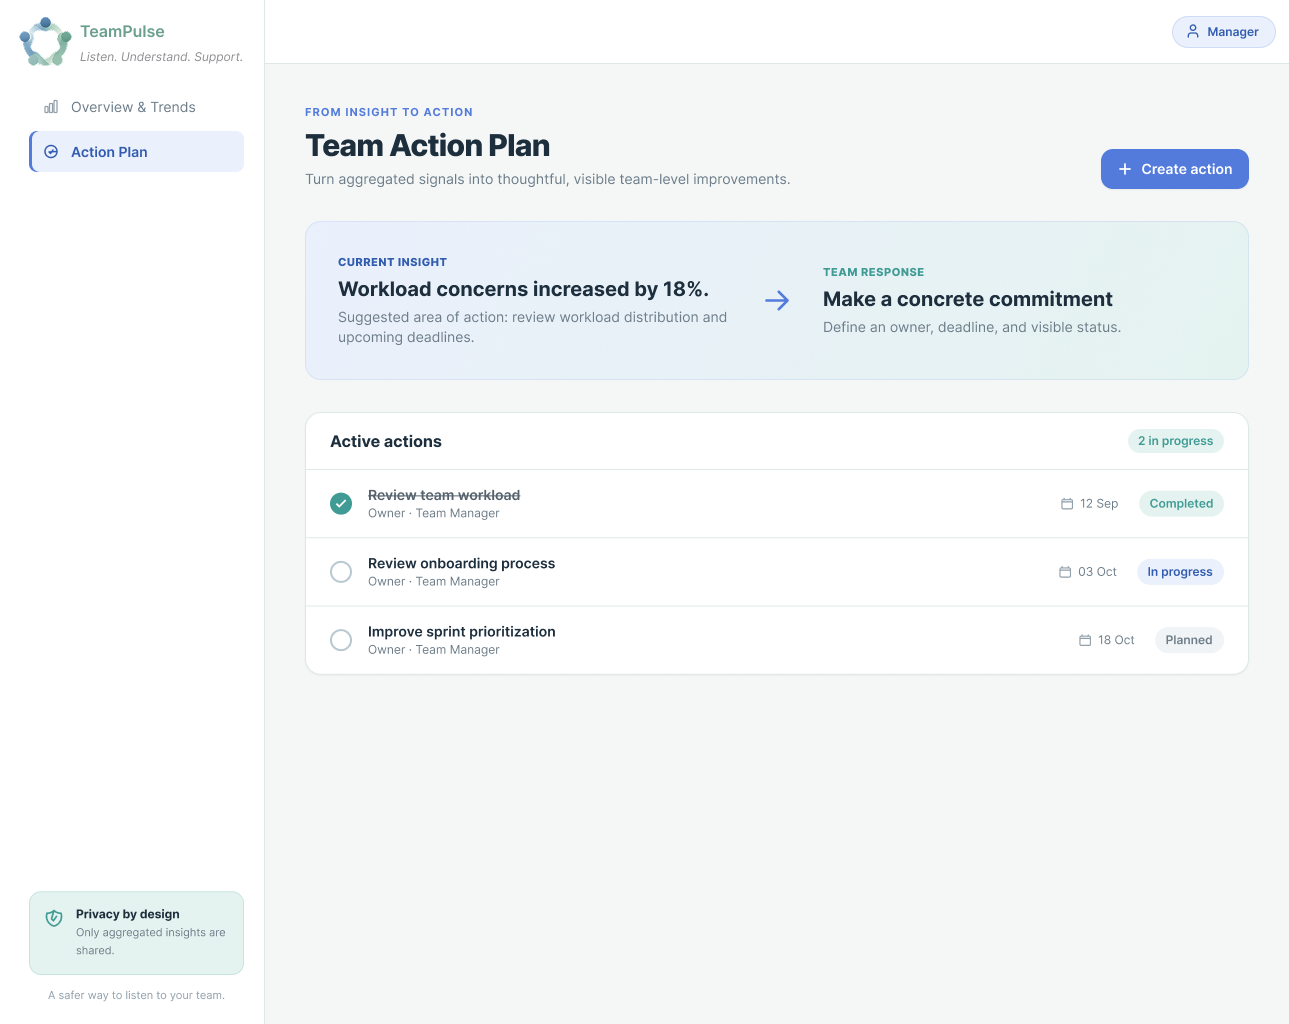 TeamPulse
Listen. Understand. Support.
Overview & Trends
Action Plan
Privacy by design
Only aggregated insights are
shared.
A safer way to listen to your team.
Manager
FROM INSIGHT TO ACTION
Team Action Plan
Turn aggregated signals into thoughtful, visible team-level improvements.
Create action
CURRENT INSIGHT
Workload concerns increased by 18%.
Suggested area of action: review workload distribution and
upcoming deadlines.
TEAM RESPONSE
Make a concrete commitment
Define an owner, deadline, and visible status.
Active actions
2 in progress
Review team workload
Owner · Team Manager
12 Sep
Completed
Review onboarding process
Owner · Team Manager
03 Oct
In progress
Improve sprint prioritization
Owner · Team Manager
18 Oct
Planned